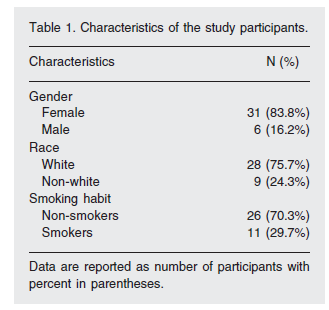 Table 1. Characteristics of the study participants.
Characteristics N (%)
Gender
Female 31 (83.8%)
Male 6 (16.2%)
Race
White 28 (75.7%)
Non-white 9 (24.3%)
Smoking habit
Non-smokers 26 (70.3%)
Smokers 11 (29.7%)
Data are reported as number of participants with
percent in parentheses.